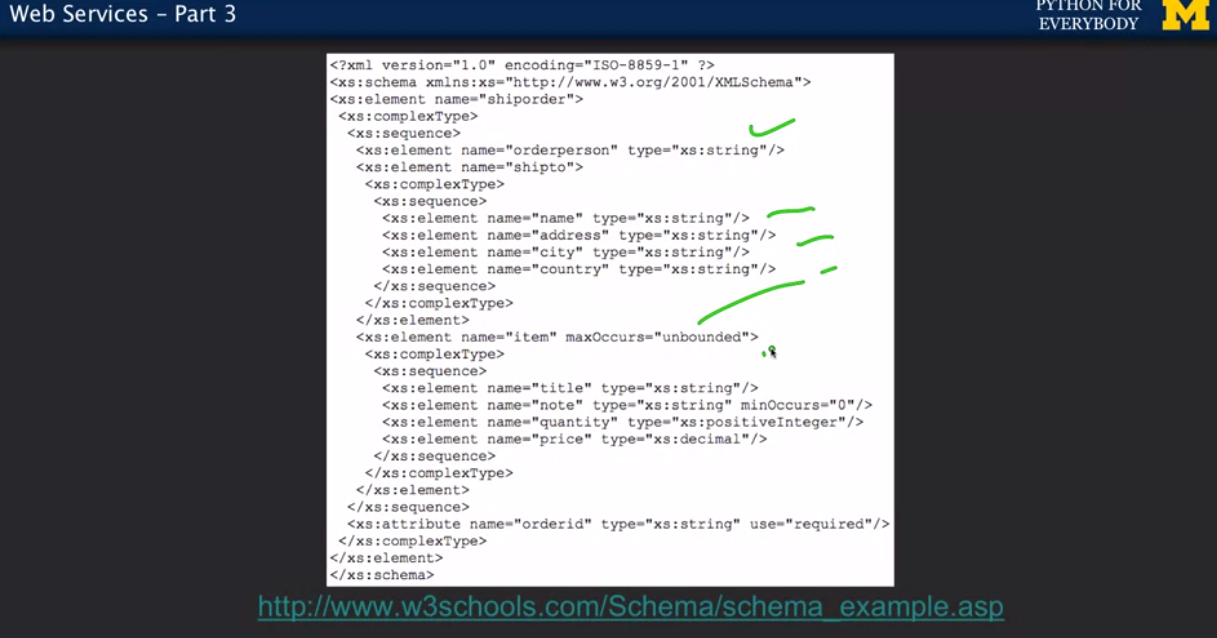 Web Services – Part 3
PYTHON FOR
EVERYBODY
M
<?xml version="1.0" encoding="ISO-8859-1" ?>
<xs:schema xmlns:xs="http://www.w3.org/2001/XMLSchema">
<xs:element name="shiporder">
 <xs:complexType>
  <xs:sequence>
   <xs:element name="orderperson" type="xs:string"/>
   <xs:element name="shipto">
    <xs:complexType>
     <xs:sequence>
      <xs:element name="name" type="xs:string"/>
      <xs:element name="address" type="xs:string"/>
      <xs:element name="city" type="xs:string"/>
      <xs:element name="country" type="xs:string"/>
     </xs:sequence>
    </xs:complexType>
   </xs:element>
   <xs:element name="item" maxOccurs="unbounded">
    <xs:complexType>
     <xs:sequence>
      <xs:element name="title" type="xs:string"/>
      <xs:element name="note" type="xs:string" minOccurs="0"/>
      <xs:element name="quantity" type="xs:positiveInteger"/>
      <xs:element name="price" type="xs:decimal"/>
     </xs:sequence>
    </xs:complexType>
   </xs:element>
  </xs:sequence>
  <xs:attribute name="orderid" type="xs:string" use="required"/>
 </xs:complexType>
</xs:element>
</xs:schema>
http://www.w3schools.com/Schema/schema_example.asp